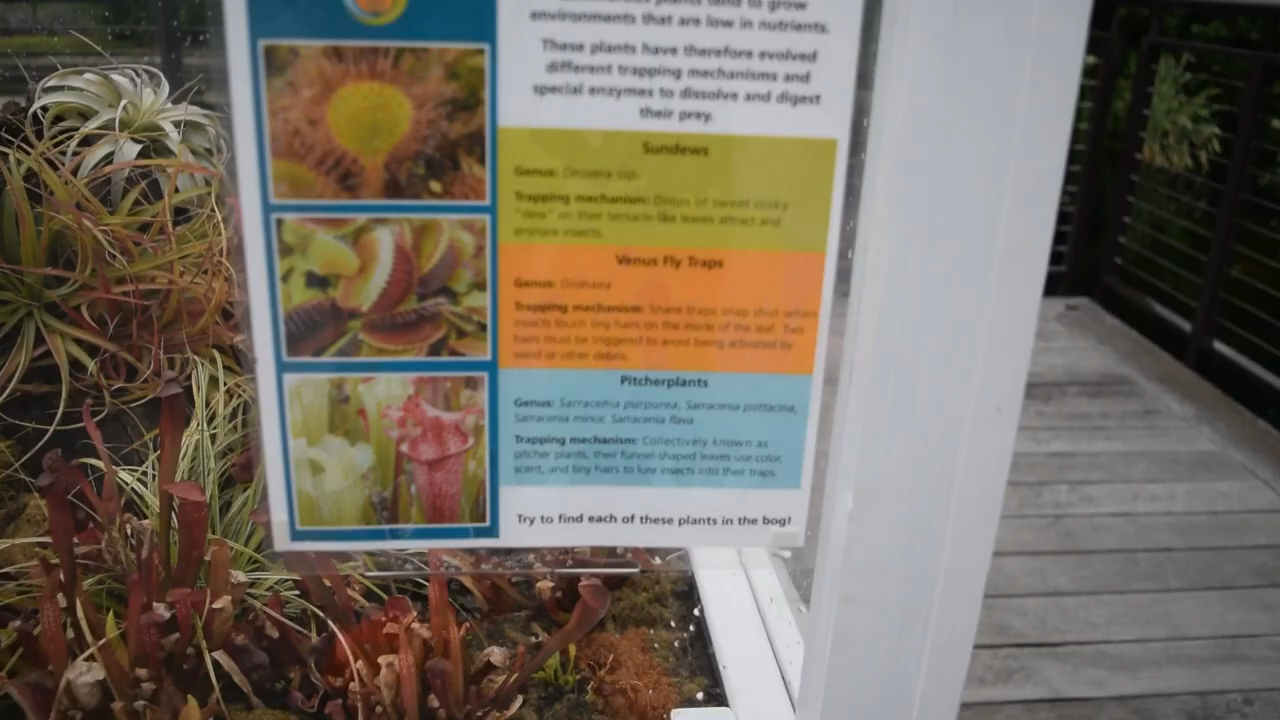 plants tend to grow
environments that are low in nutrients.
These plants have therefore evolved
different trapping mechanisms and
special enzymes to dissolve and digest
their prey.
Sundews
Genus: Drosera ssp.
Trapping mechanism: Drops of sweet sticky
"dew" on their tentacle-like leaves attract and
ensnare insects.
Venus Fly Traps
Genus: Dionaea
Trapping mechanism: Snare traps snap shut when
insects touch tiny hairs on the inside of the leaf. Two
hairs must be triggered to avoid being activated by
wind or other debris.
Pitcherplants
Genus: Sarracenia purpurea, Sarracenia psittacina,
Sarracenia minor, Sarracenia flava
Trapping mechanism: Collectively known as
pitcher plants, their funnel-shaped leaves use color,
scent, and tiny hairs to lure insects into their traps.
Try to find each of these plants in the bog!